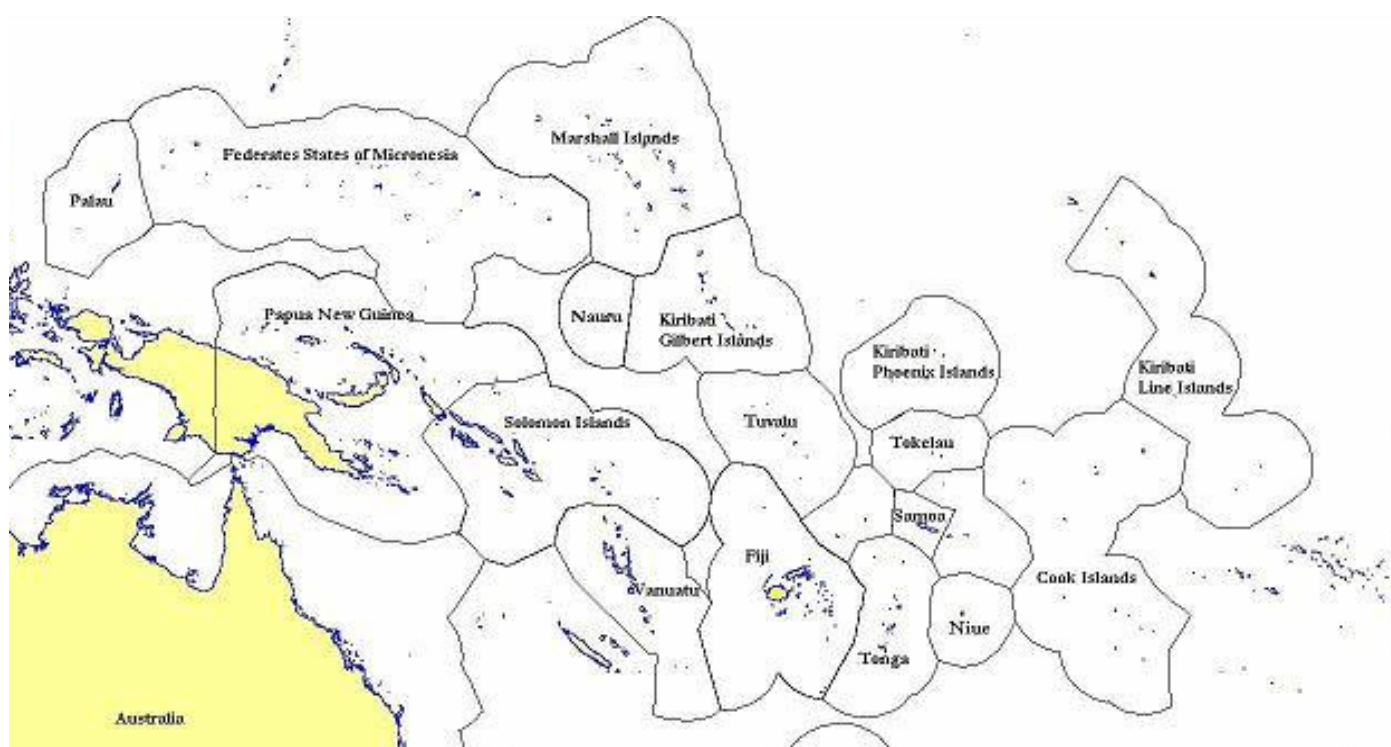 Marshall Islands
Federates States of Micronesia
Palau
Papua New Guinea
Nauru
Kiribati
Gilbert Islands
Kiribati
Phoenix Islands
Kiribati
Line Islands
Solomon Islands
Tuvalu
Tokelau
Samoa
Fiji
Vanuatu
Cook Islands
Niue
Tonga
Australia